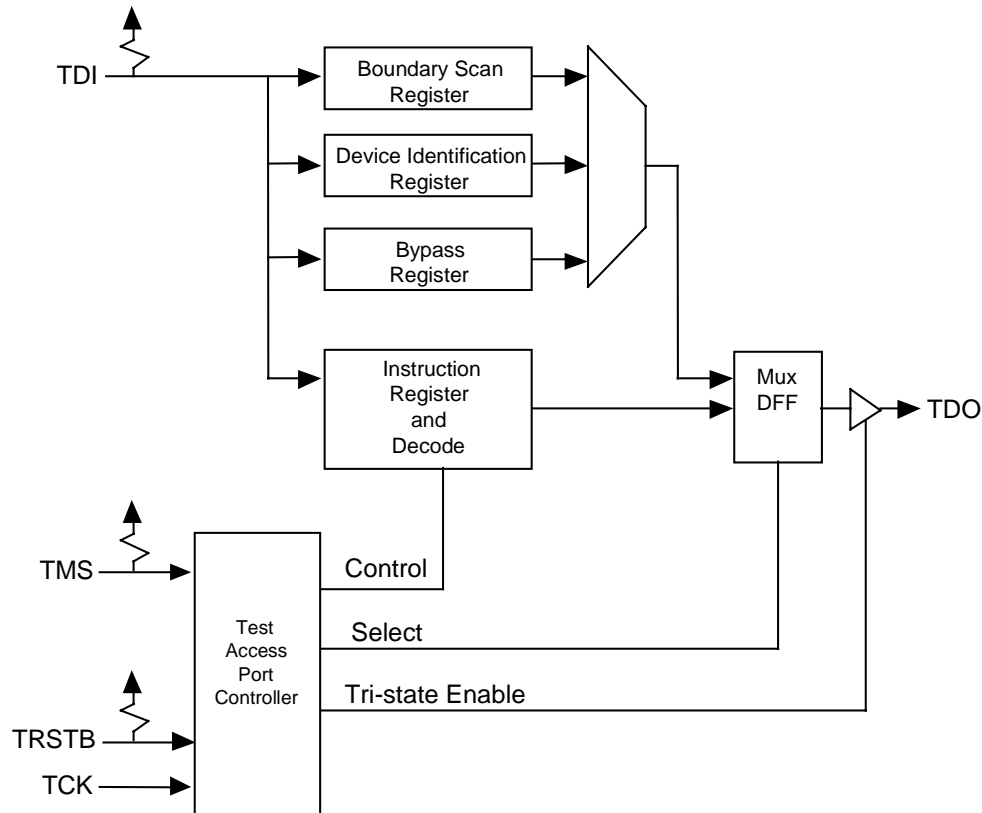 TDI
Boundary Scan
Register
Device Identification
Register
Bypass
Register
Instruction
Register
and
Decode
Mux
DFF
TDO
TMS
Control
Test
Access
Port
Controller
Select
Tri-state Enable
TRSTB
TCK